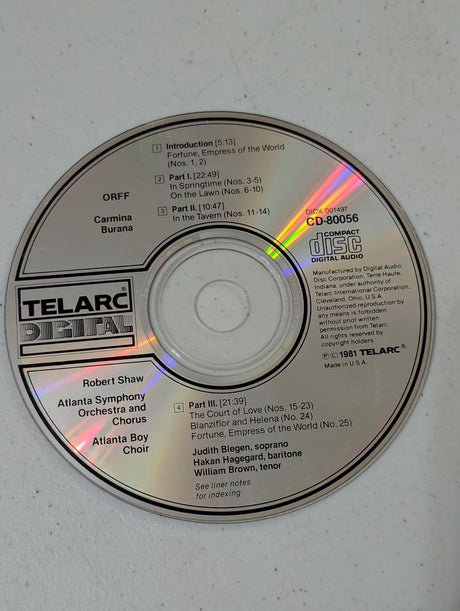 1 Introduction [5:13]
Fortune, Empress of the World
(Nos. 1, 2)
2 Part I. [22:49]
In Springtime (Nos. 3-5)
On the Lawn (Nos. 6-10)
3 Part II. [10:47]
In the Tavern (Nos. 11-14)
ORFF
Carmina
Burana
DIDX 001497
CD-80056
COMPACT
disc
DIGITAL AUDIO
Manufactured by Digital Audio
Disc Corporation, Terre Haute,
Indiana, under authority of
Telarc International Corporation,
Cleveland, Ohio, U.S.A.
Unauthorized reproduction by
any means is forbidden
without prior written
permission from Telarc.
All rights reserved by
copyright holders.
℗ © 1981 TELARC®
Made in U.S.A.
TELARC®
DIGITAL
Robert Shaw
Atlanta Symphony
Orchestra and
Chorus
Atlanta Boy
Choir
4 Part III. [21:39]
The Court of Love (Nos. 15-23)
Blanziflor and Helena (No. 24)
Fortune, Empress of the World (No. 25)
Judith Blegen, soprano
Hakan Hagegard, baritone
William Brown, tenor
See liner notes
for indexing